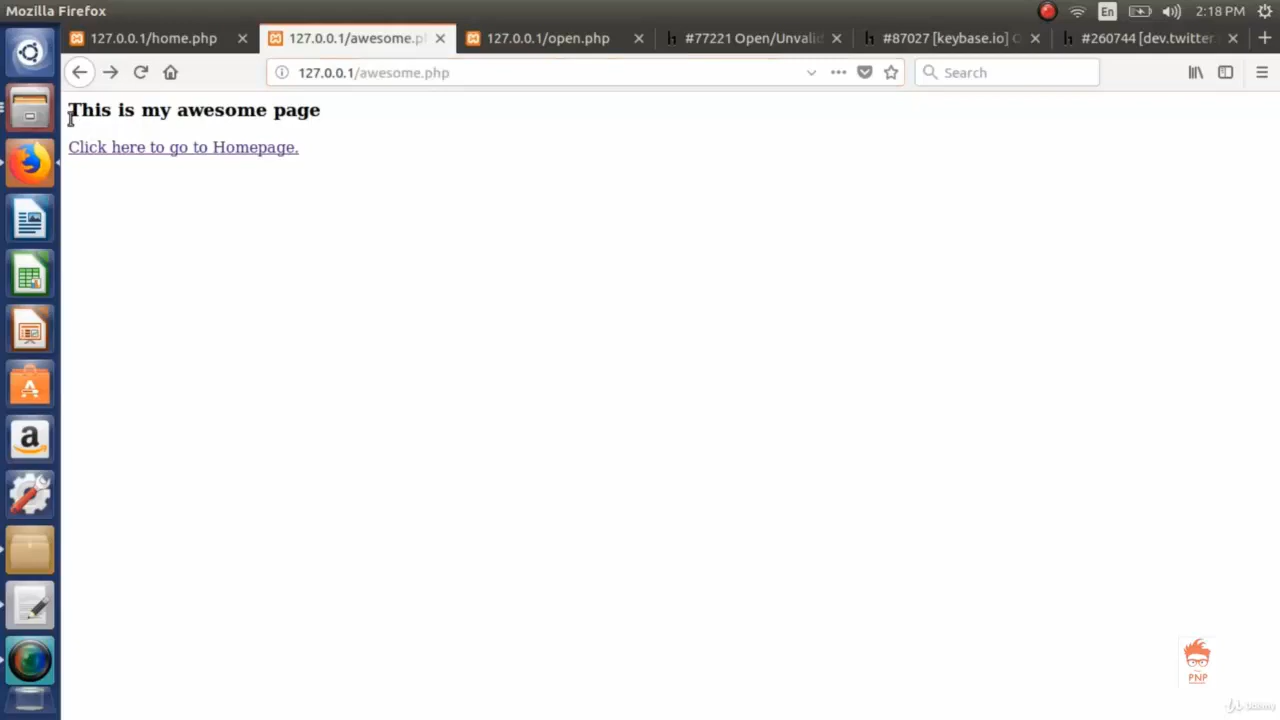 Mozilla Firefox
En
2:18 PM
127.0.0.1/home.php
127.0.0.1/awesome.p
127.0.0.1/open.php
#77221 Open/Unvalid
#87027 [keybase.io]
#260744 [dev.twitter
127.0.0.1/awesome.php
Search
This is my awesome page
Click here to go to Homepage.
PNP
Udemy